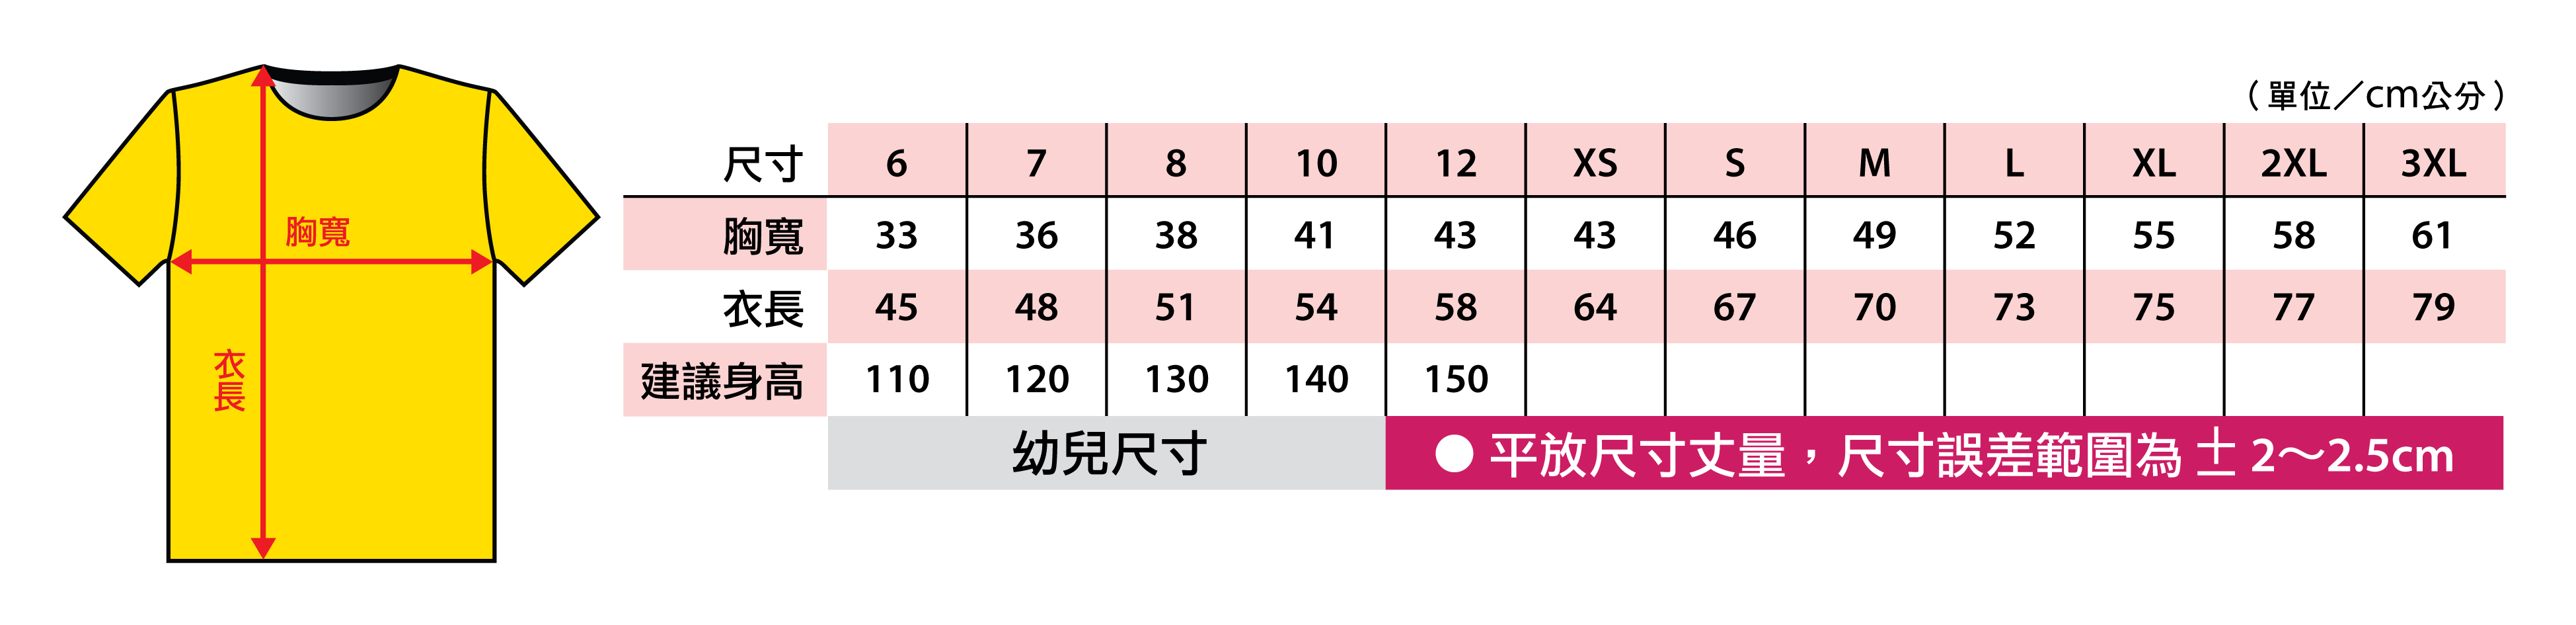 （單位／cm公分）
尺寸 6 7 8 10 12 XS S M L XL 2XL 3XL
胸寬 33 36 38 41 43 43 46 49 52 55 58 61
衣長 45 48 51 54 58 64 67 70 73 75 77 79
建議身高 110 120 130 140 150
幼兒尺寸
● 平放尺寸丈量，尺寸誤差範圍為 ± 2～2.5cm
胸寬
衣長